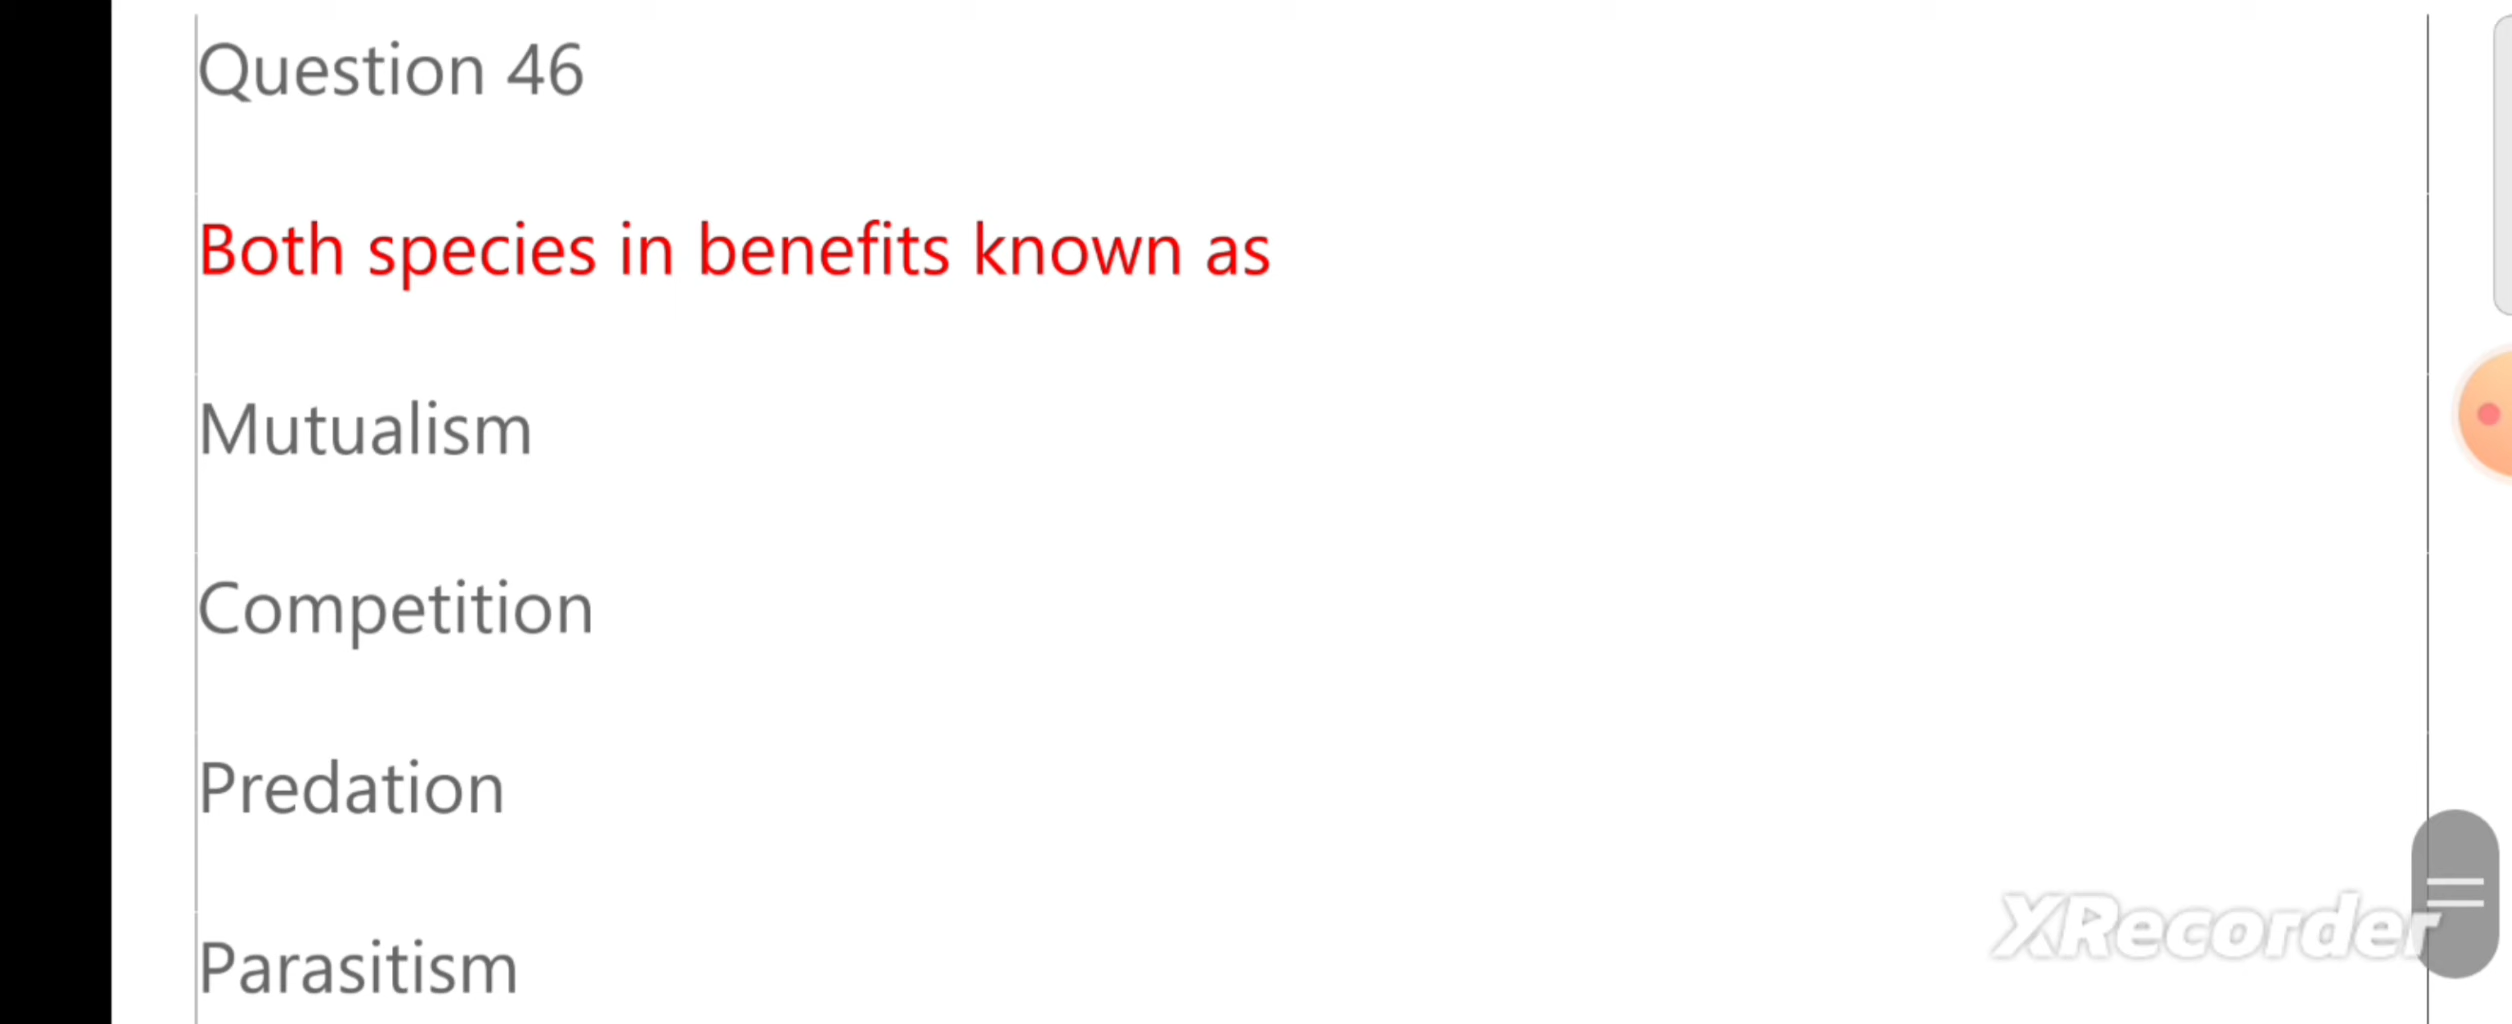 Question 46
Both species in benefits known as
Mutualism
Competition
Predation
Parasitism
XRecorder